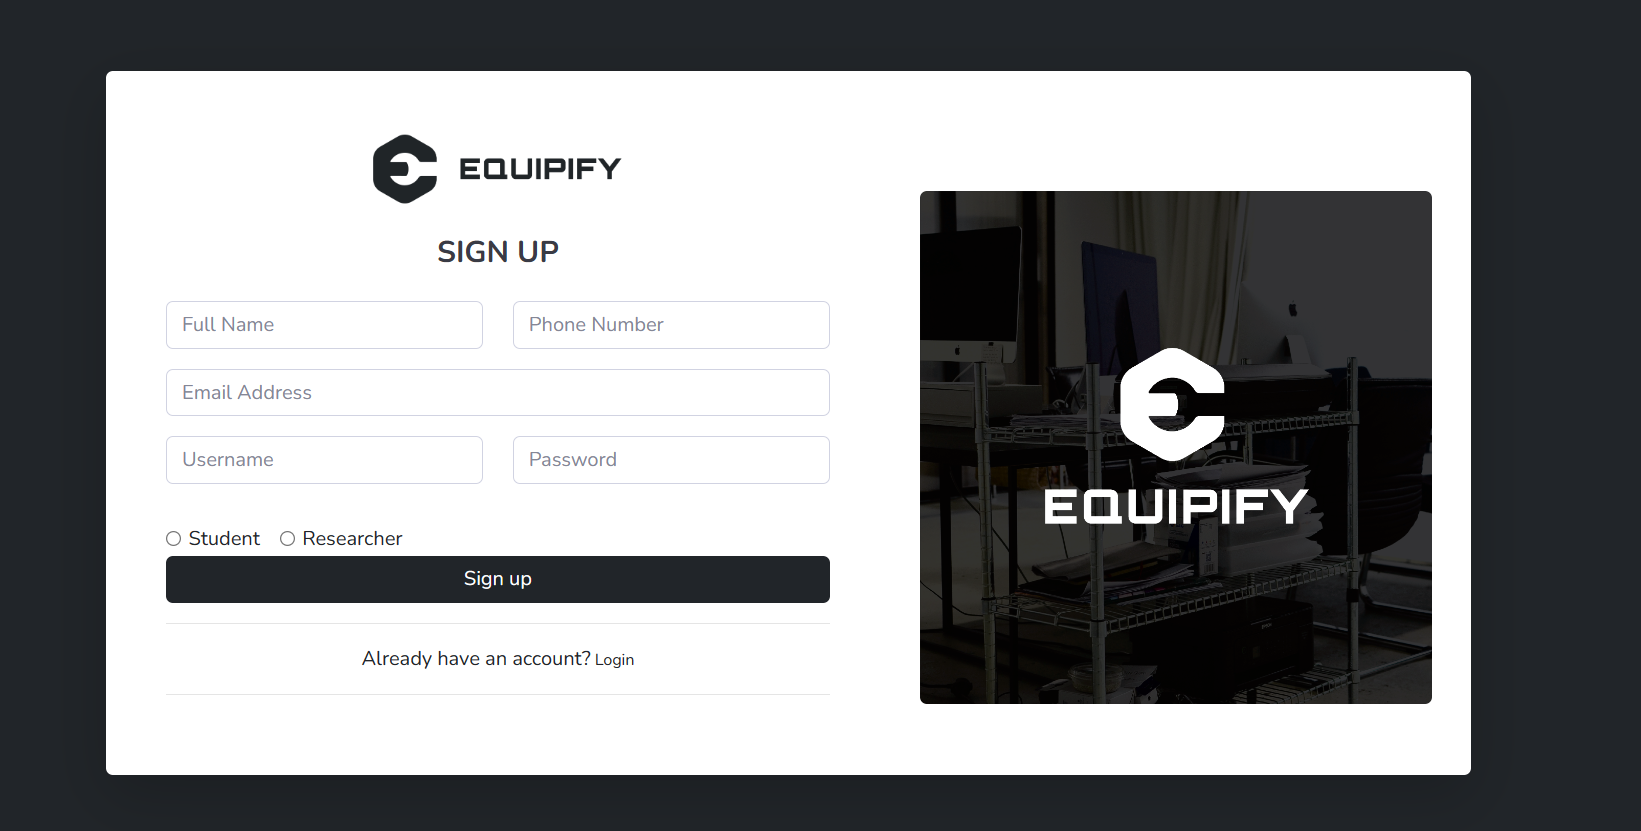 EQUIPIFY
SIGN UP
Full Name
Phone Number
Email Address
Username
Password
Student
Researcher
Sign up
Already have an account? Login
EQUIPIFY